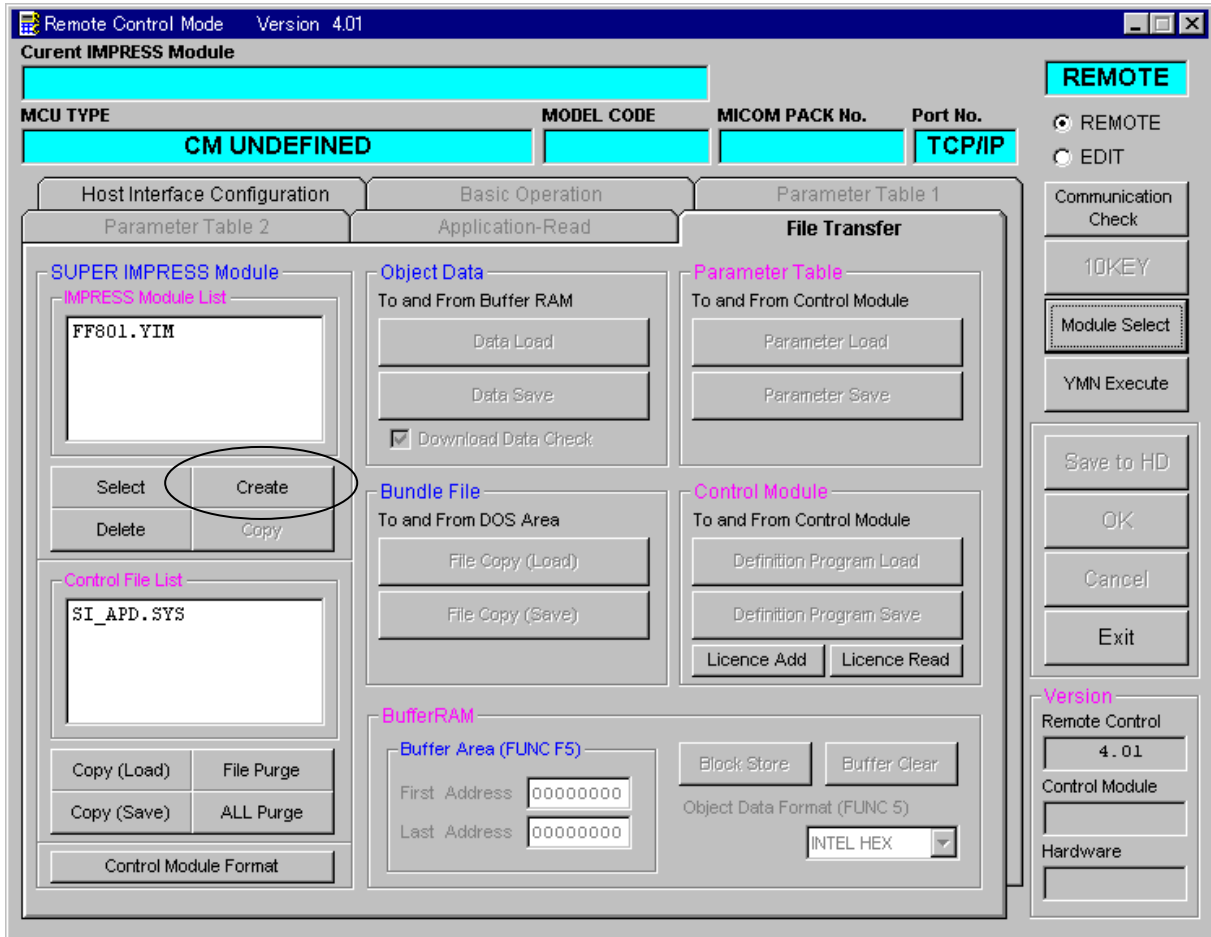 Remote Control Mode Version 4.01
Curent IMPRESS Module
REMOTE
MCU TYPE
MODEL CODE
MICOM PACK No.
Port No.
CM UNDEFINED
TCP/IP
REMOTE
EDIT
Host Interface Configuration
Basic Operation
Parameter Table 1
Parameter Table 2
Application-Read
File Transfer
SUPER IMPRESS Module
IMPRESS Module List
FF801.YIM
Select
Create
Delete
Copy
Control File List
SI_APD.SYS
Copy (Load)
File Purge
Copy (Save)
ALL Purge
Control Module Format
Object Data
To and From Buffer RAM
Data Load
Data Save
Download Data Check
Bundle File
To and From DOS Area
File Copy (Load)
File Copy (Save)
Parameter Table
To and From Control Module
Parameter Load
Parameter Save
Control Module
To and From Control Module
Definition Program Load
Definition Program Save
Licence Add
Licence Read
BufferRAM
Buffer Area (FUNC F5)
First Address
00000000
Last Address
00000000
Block Store
Buffer Clear
Object Data Format (FUNC 5)
INTEL HEX
Communication
Check
10KEY
Module Select
YMN Execute
Save to HD
OK
Cancel
Exit
Version
Remote Control
4.01
Control Module
Hardware